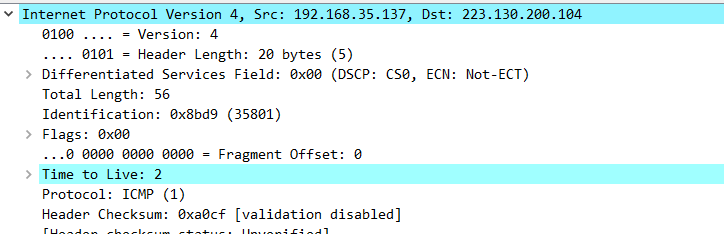 Internet Protocol Version 4, Src: 192.168.35.137, Dst: 223.130.200.104
0100 .... = Version: 4
.... 0101 = Header Length: 20 bytes (5)
Differentiated Services Field: 0x00 (DSCP: CS0, ECN: Not-ECT)
Total Length: 56
Identification: 0x8bd9 (35801)
Flags: 0x00
...0 0000 0000 0000 = Fragment Offset: 0
Time to Live: 2
Protocol: ICMP (1)
Header Checksum: 0xa0cf [validation disabled]
[Header checksum status: Unverified]